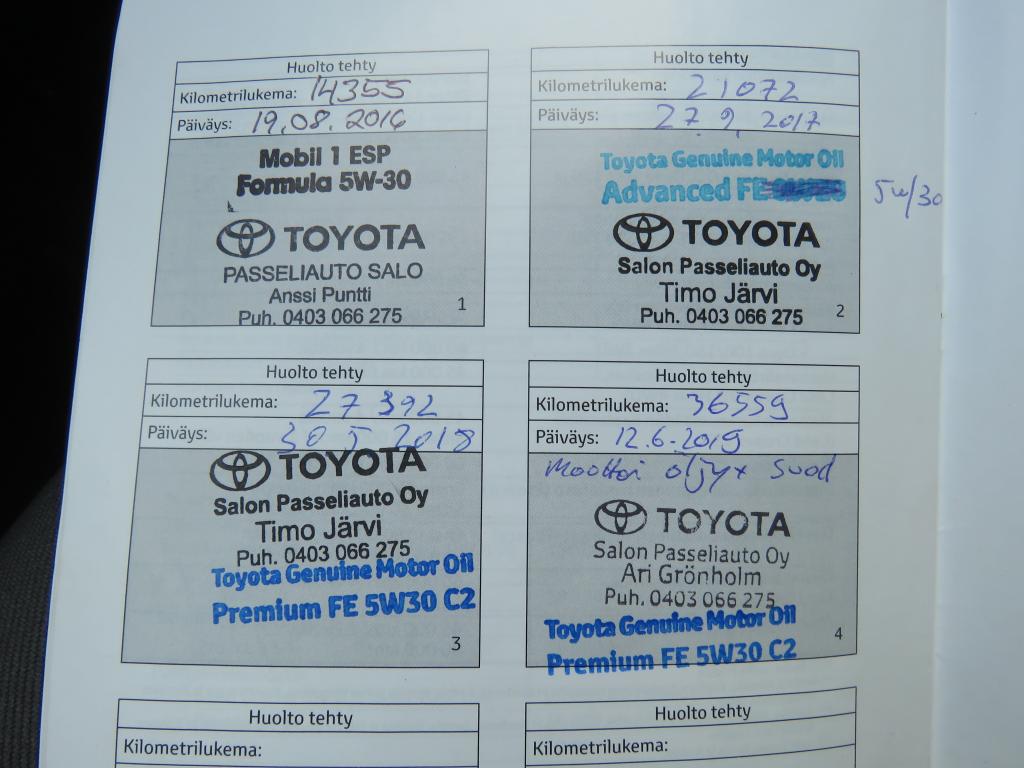 Huolto tehty
Kilometrilukema: 14355
Päiväys: 19.08.2016
Mobil 1 ESP
Formula 5W-30
TOYOTA
PASSELIAUTO SALO
Anssi Puntti
Puh. 0403 066 275
1
Huolto tehty
Kilometrilukema: 21072
Päiväys: 27 9, 2017
Toyota Genuine Motor Oil
Advanced FE
5w/30
TOYOTA
Salon Passeliauto Oy
Timo Järvi
Puh. 0403 066 275
2
Huolto tehty
Kilometrilukema: 27392
Päiväys: 30 5 2018
TOYOTA
Salon Passeliauto Oy
Timo Järvi
Puh. 0403 066 275
Toyota Genuine Motor Oil
Premium FE 5W30 C2
3
Huolto tehty
Kilometrilukema: 36559
Päiväys: 12.6.2019
Moottori öljy+ suod
TOYOTA
Salon Passeliauto Oy
Ari Grönholm
Puh. 0403 066 275
Toyota Genuine Motor Oil
Premium FE 5W30 C2
4
Huolto tehty
Kilometrilukema:
Huolto tehty
Kilometrilukema: